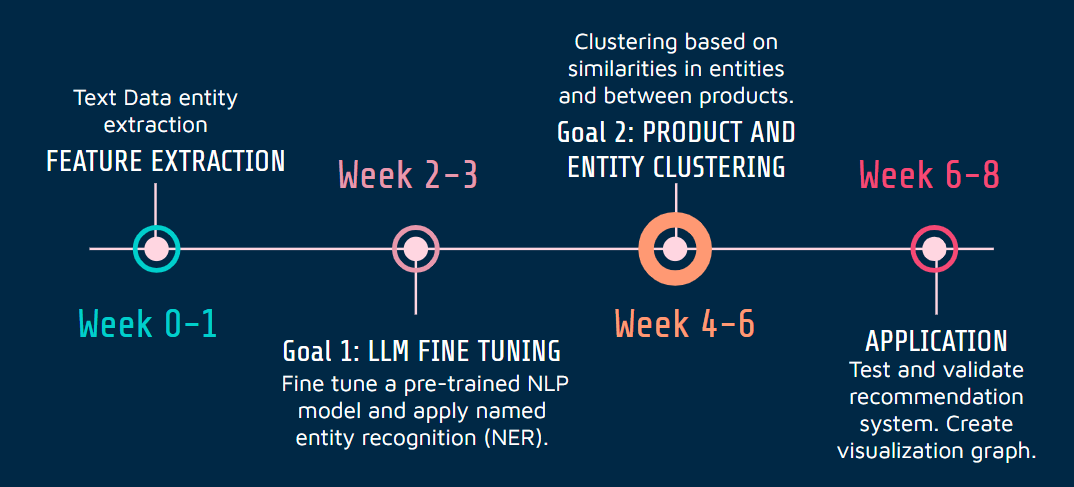 Text Data entity
extraction
FEATURE EXTRACTION
Week 0-1
Week 2-3
Goal 1: LLM FINE TUNING
Fine tune a pre-trained NLP
model and apply named
entity recognition (NER).
Clustering based on
similarities in entities
and between products.
Goal 2: PRODUCT AND
ENTITY CLUSTERING
Week 4-6
Week 6-8
APPLICATION
Test and validate
recommendation
system. Create
visualization graph.